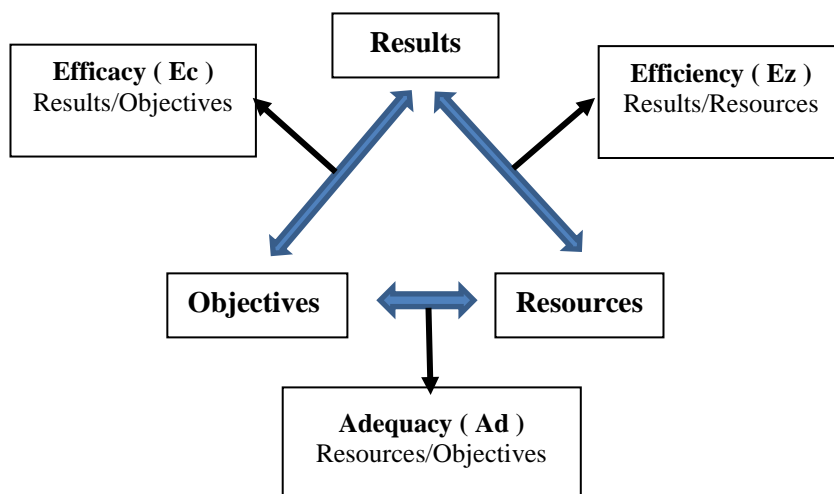 Results
Efficacy ( Ec )
Results/Objectives
Efficiency ( Ez )
Results/Resources
Objectives
Resources
Adequacy ( Ad )
Resources/Objectives